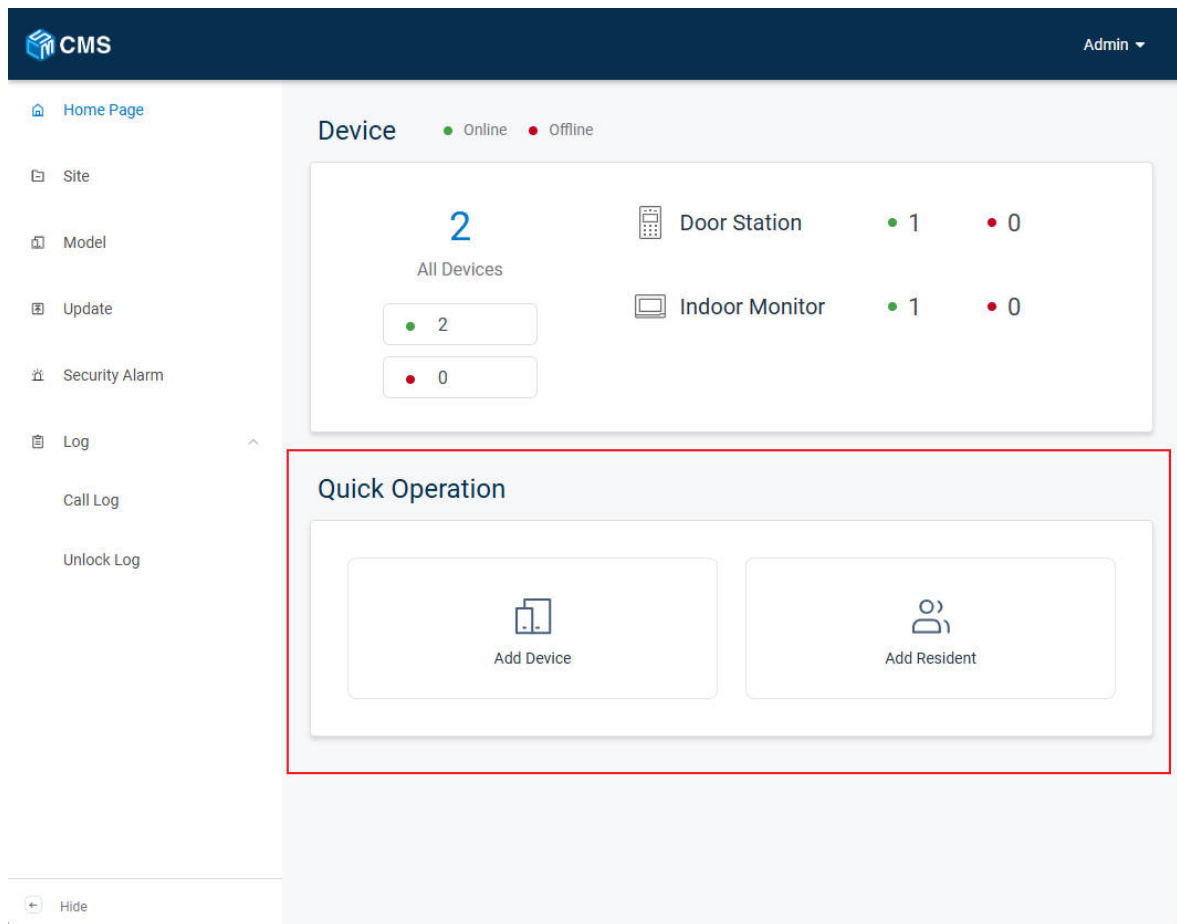 CMS
Admin
Home Page
Site
Model
Update
Security Alarm
Log
Call Log
Unlock Log
Hide
Device
Online
Offline
2
All Devices
2
0
Door Station 1 0
Indoor Monitor 1 0
Quick Operation
Add Device
Add Resident